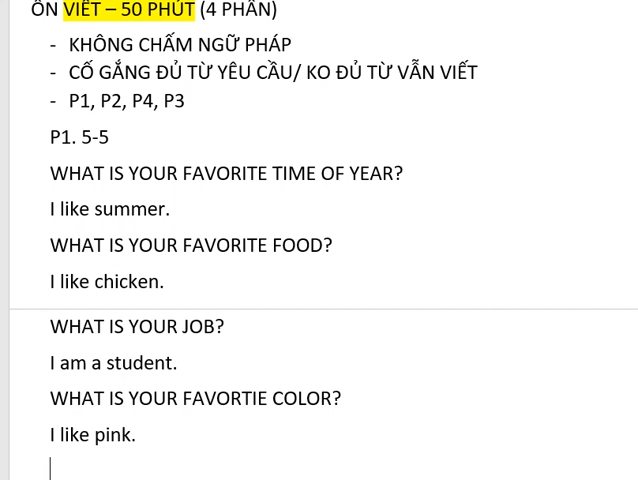 ÔN VIẾT – 50 PHÚT (4 PHẦN)
- KHÔNG CHẤM NGỮ PHÁP
- CỐ GẮNG ĐỦ TỪ YÊU CẦU/ KO ĐỦ TỪ VẪN VIẾT
- P1, P2, P4, P3
P1. 5-5
WHAT IS YOUR FAVORITE TIME OF YEAR?
I like summer.
WHAT IS YOUR FAVORITE FOOD?
I like chicken.
WHAT IS YOUR JOB?
I am a student.
WHAT IS YOUR FAVORTIE COLOR?
I like pink.